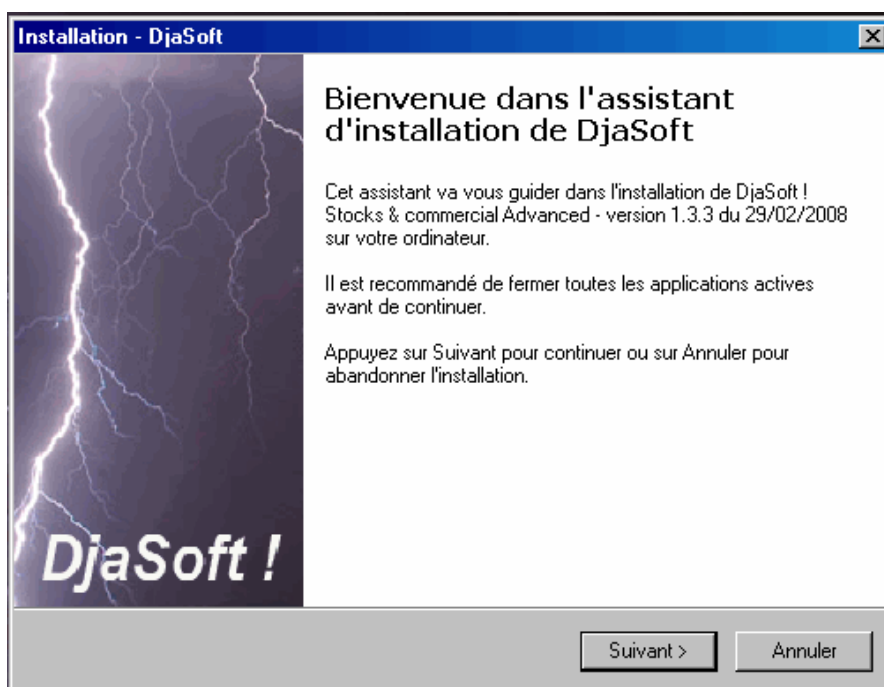 Installation - DjaSoft
Bienvenue dans l'assistant
d'installation de DjaSoft
Cet assistant va vous guider dans l'installation de DjaSoft !
Stocks & commercial Advanced - version 1.3.3 du 29/02/2008
sur votre ordinateur.
Il est recommandé de fermer toutes les applications actives
avant de continuer.
Appuyez sur Suivant pour continuer ou sur Annuler pour
abandonner l'installation.
DjaSoft !
Suivant >
Annuler